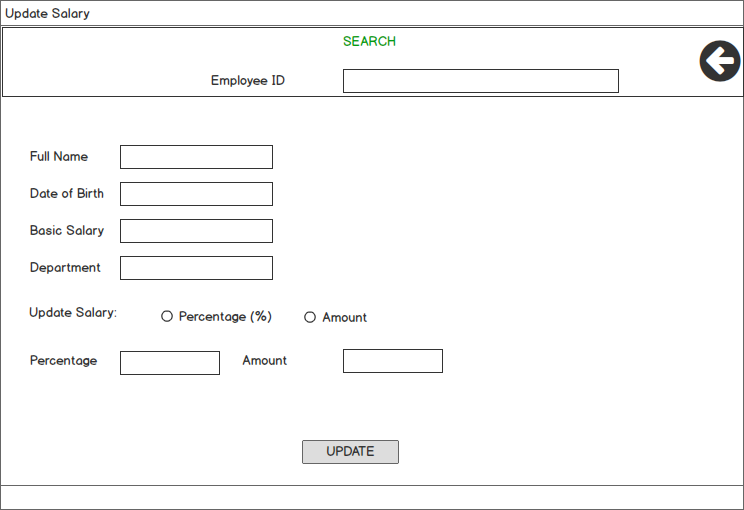 Update Salary
SEARCH
Employee ID
Full Name
Date of Birth
Basic Salary
Department
Update Salary: Percentage (%) Amount
Percentage Amount
UPDATE